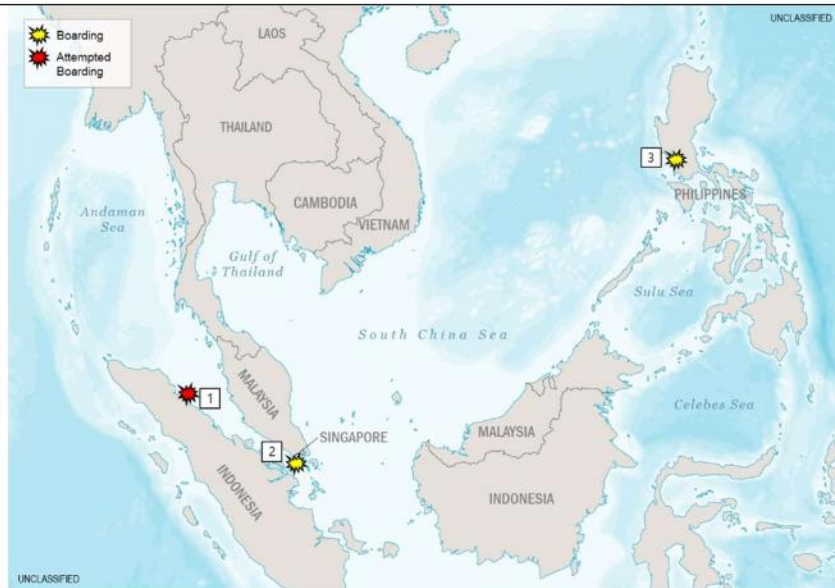 UNCLASSIFIED
Boarding
Attempted
Boarding
LAOS
THAILAND
CAMBODIA
VIETNAM
Andaman
Sea
Gulf of
Thailand
3
PHILIPPINES
Sulu Sea
South China Sea
1
MALAYSIA
2
SINGAPORE
MALAYSIA
Celebes Sea
INDONESIA
INDONESIA
UNCLASSIFIED